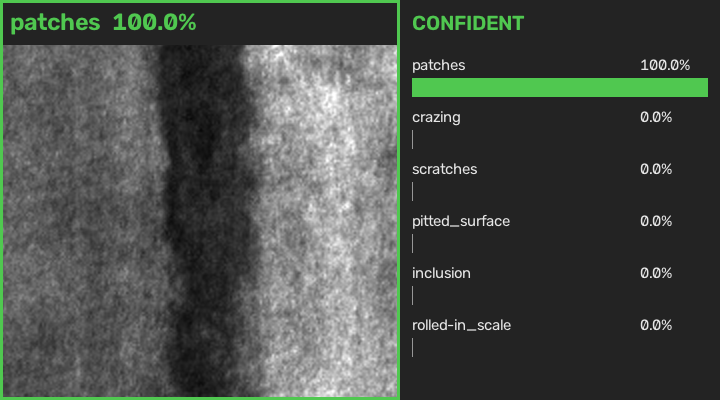 patches 100.0%
CONFIDENT
patches 100.0%
crazing 0.0%
scratches 0.0%
pitted_surface 0.0%
inclusion 0.0%
rolled-in_scale 0.0%